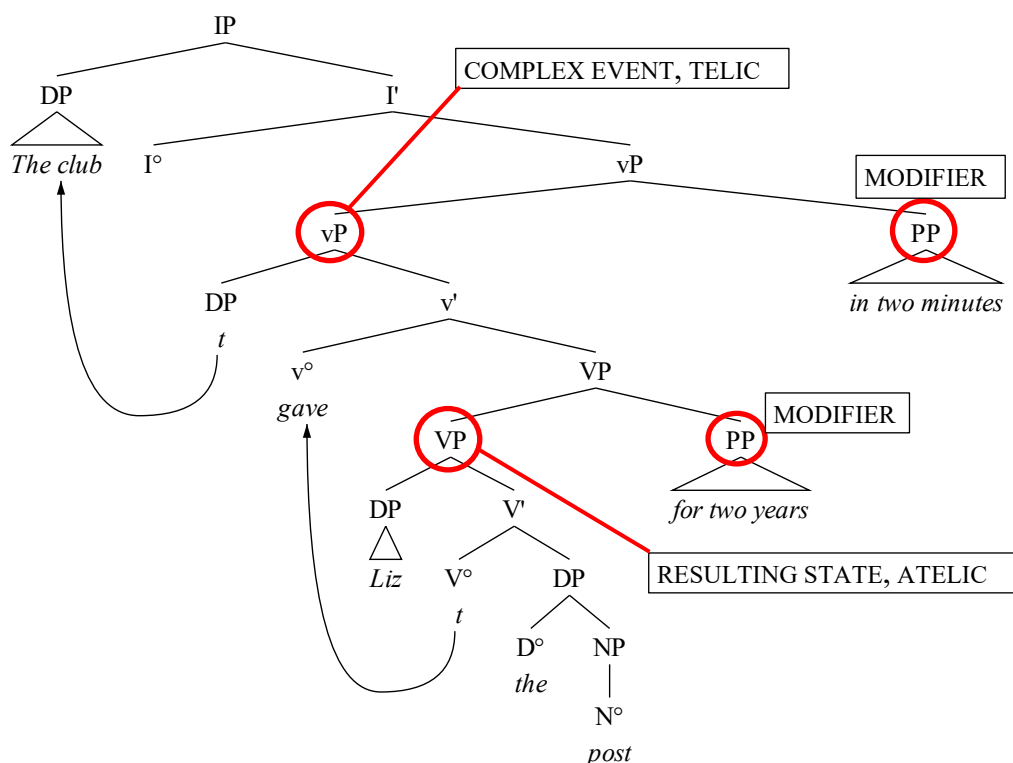 IP
COMPLEX EVENT, TELIC
DP
I'
The club
I°
vP
MODIFIER
vP
PP
DP
v'
in two minutes
t
v°
VP
gave
MODIFIER
VP
PP
DP
V'
for two years
Liz
V°
DP
RESULTING STATE, ATELIC
t
D°
NP
the
N°
post